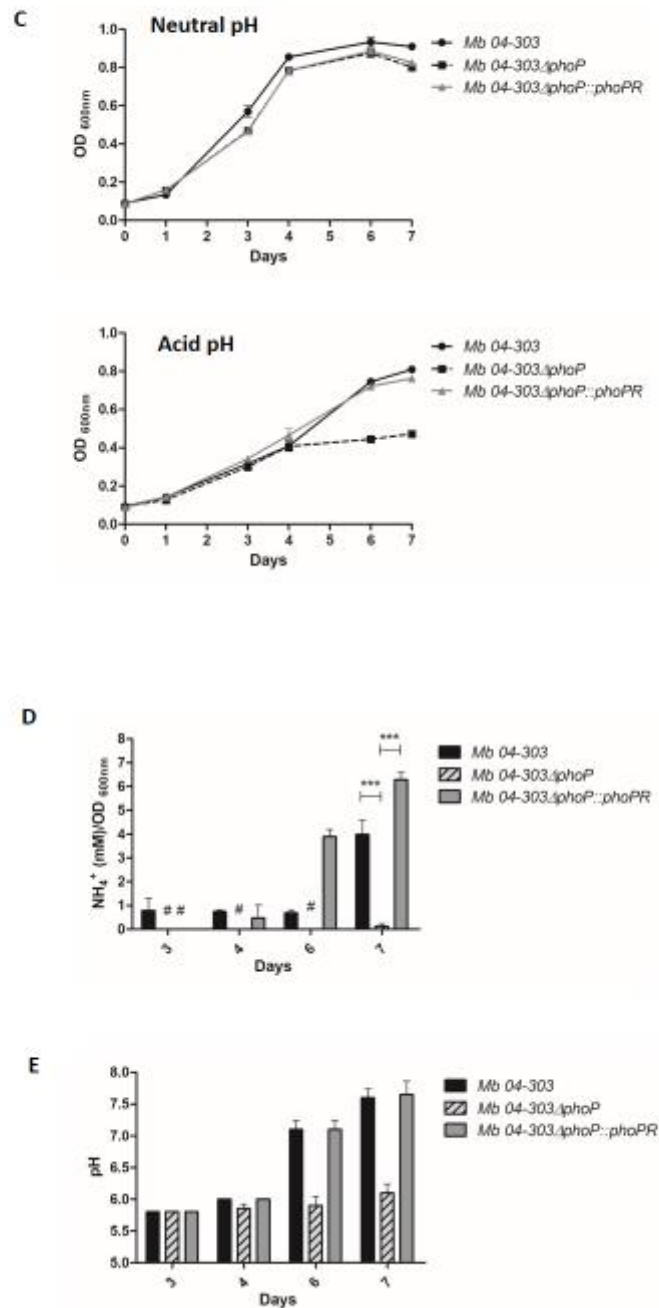 C
Neutral pH
1.0
0.8
0.6
0.4
0.2
0.0
OD 600nm
0 1 2 3 4 5 6 7
Days
Mb 04-303
Mb 04-303ΔphoP
Mb 04-303ΔphoP::phoPR
Acid pH
1.0
0.8
0.6
0.4
0.2
0.0
OD 600nm
0 1 2 3 4 5 6 7
Days
Mb 04-303
Mb 04-303ΔphoP
Mb 04-303ΔphoP::phoPR
D
8
7
6
5
4
3
2
1
0
NH₄⁺ (mM)/OD 600nm
# #
#
#
***
***
3 4 6 7
Days
Mb 04-303
Mb 04-303ΔphoP
Mb 04-303ΔphoP::phoPR
E
8.0
7.5
7.0
6.5
6.0
5.5
5.0
pH
3 4 6 7
Days
Mb 04-303
Mb 04-303ΔphoP
Mb 04-303ΔphoP::phoPR